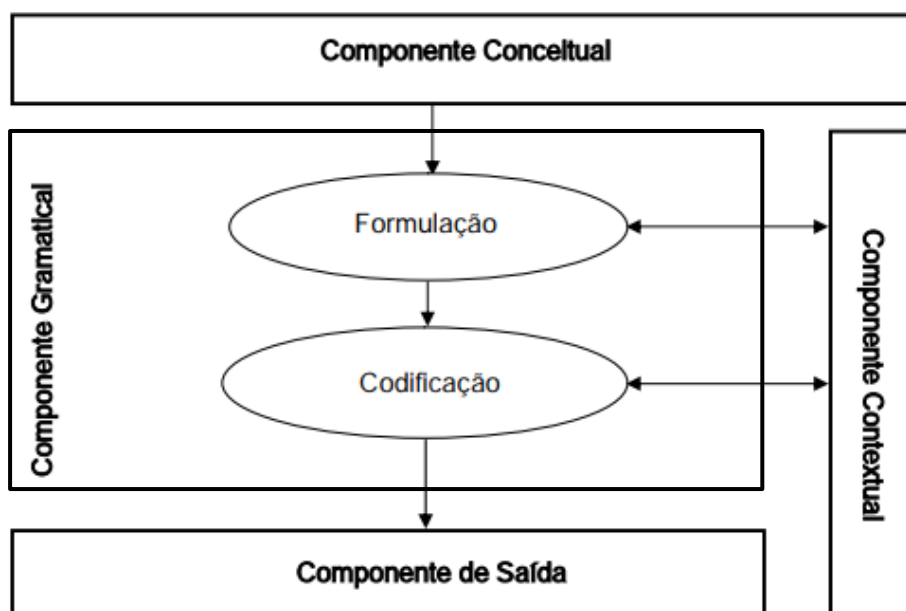 Componente Conceitual
Componente Gramatical
Formulação
Codificação
Componente Contextual
Componente de Saída